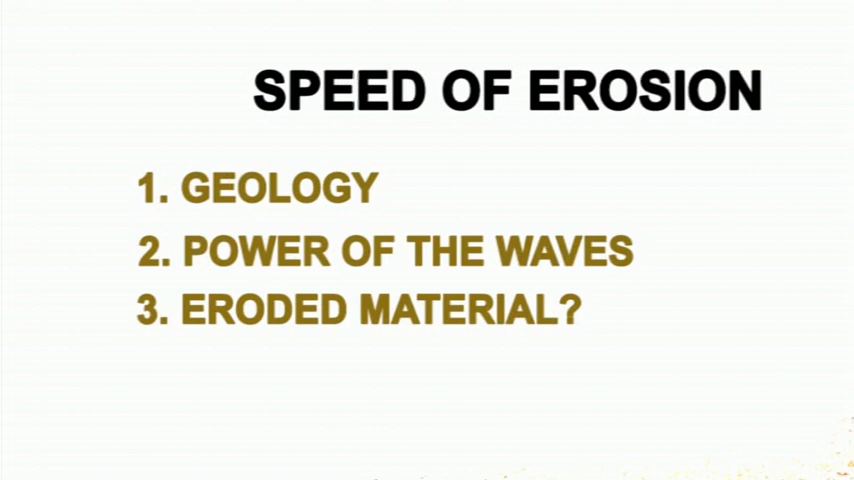 SPEED OF EROSION
1. GEOLOGY
2. POWER OF THE WAVES
3. ERODED MATERIAL?